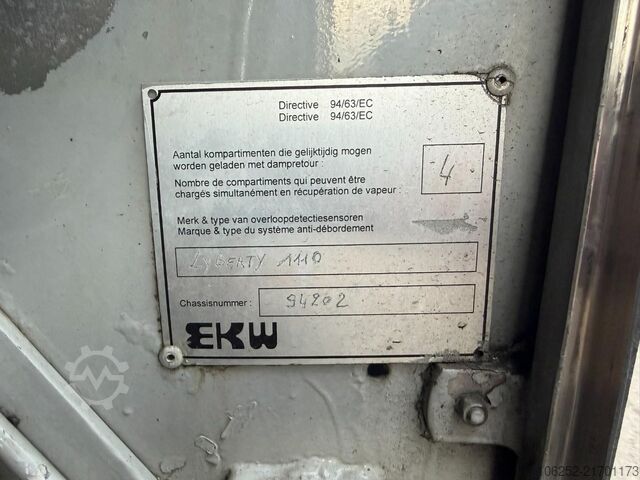 Directive 94/63/EC
Directive 94/63/EC
Aantal kompartimenten die gelijktijdig mogen
worden geladen met dampretour :
4
Nombre de compartiments qui peuvent être
chargés simultanément en récupération de vapeur :
Merk & type van overloopdetectiesensoren
Marque & type du système anti-débordement
LYBERTY 1110
Chassisnummer : 94202
EKW
106252-21701173